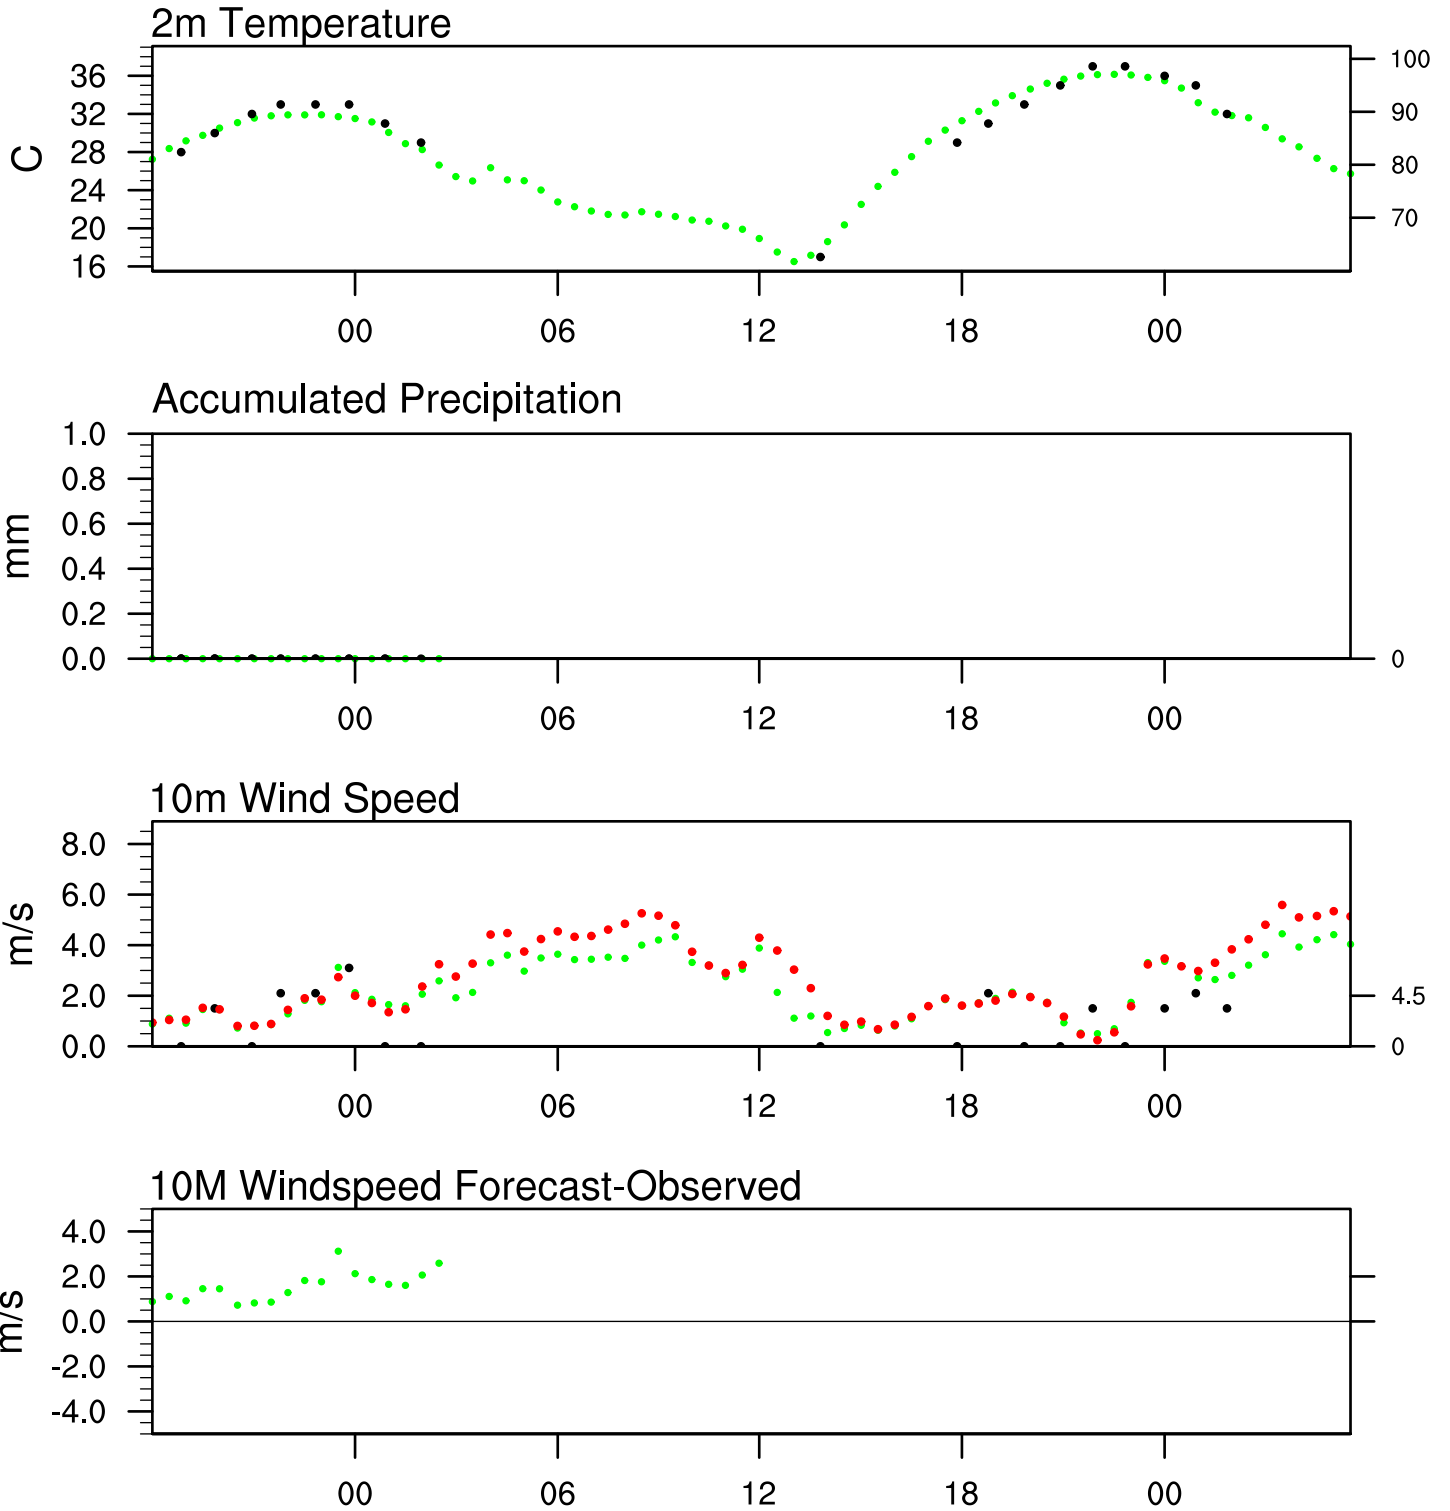 2m Temperature
36
32
28
24
20
16
C
100
90
80
70
00 06 12 18 00
Accumulated Precipitation
1.0
0.8
0.6
0.4
0.2
0.0
mm
0
00 06 12 18 00
10m Wind Speed
8.0
6.0
4.0
2.0
0.0
m/s
4.5
0
00 06 12 18 00
10M Windspeed Forecast-Observed
4.0
2.0
0.0
-2.0
-4.0
m/s
00 06 12 18 00